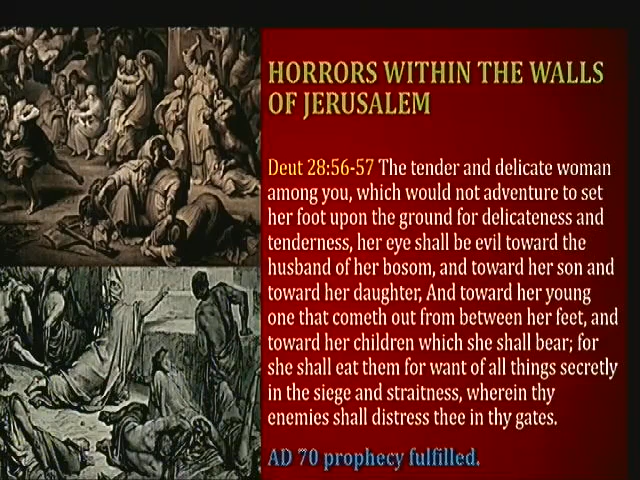 HORRORS WITHIN THE WALLS
OF JERUSALEM
Deut 28:56-57 The tender and delicate woman
among you, which would not adventure to set
her foot upon the ground for delicateness and
tenderness, her eye shall be evil toward the
husband of her bosom, and toward her son and
toward her daughter, And toward her young
one that cometh out from between her feet, and
toward her children which she shall bear; for
she shall eat them for want of all things secretly
in the siege and straitness, wherein thy
enemies shall distress thee in thy gates.
AD 70 prophecy fulfilled.